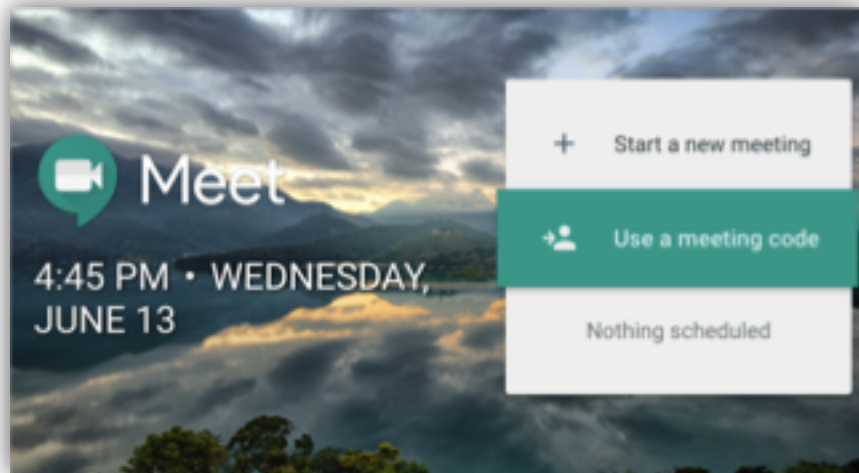 Meet
4:45 PM • WEDNESDAY,
JUNE 13
Start a new meeting
Use a meeting code
Nothing scheduled